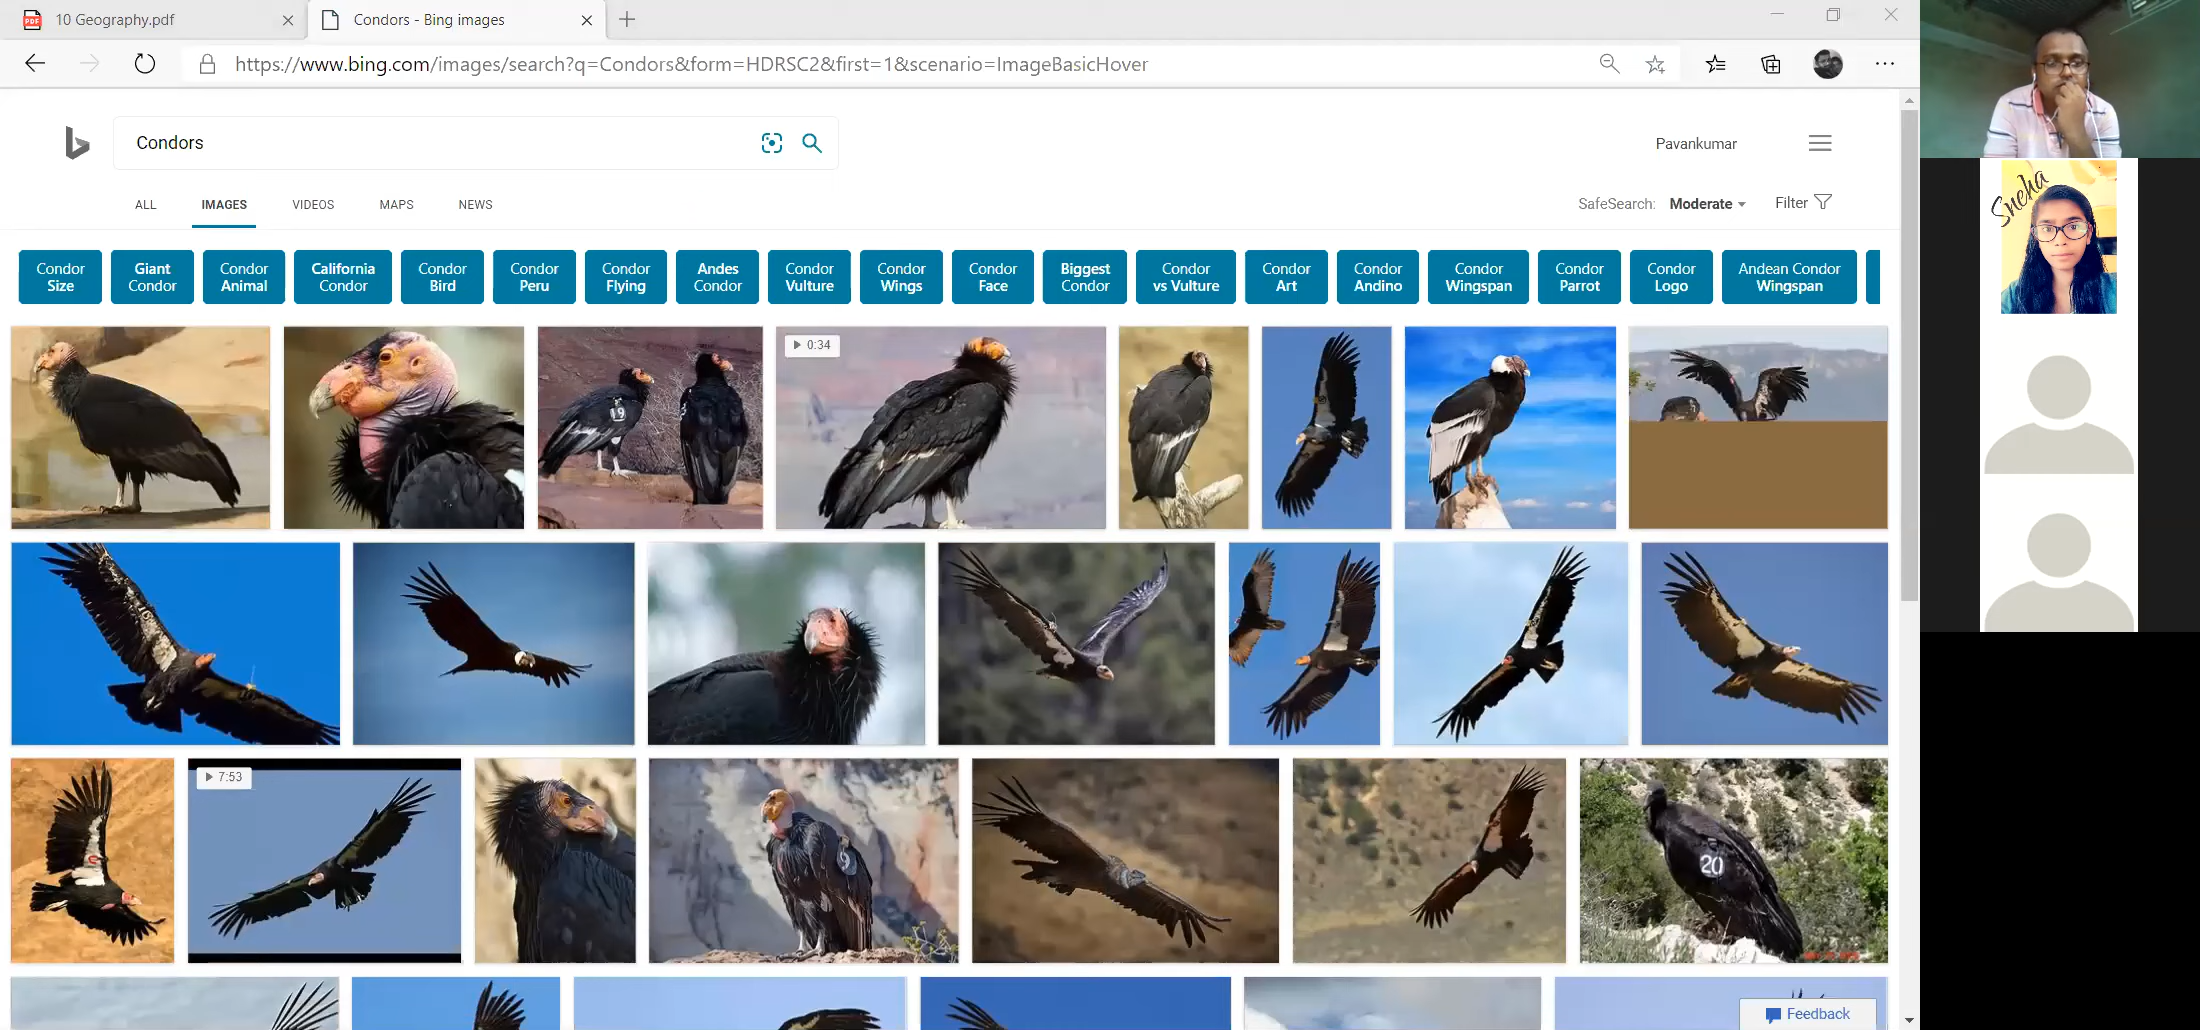 10 Geography.pdf
Condors - Bing images
https://www.bing.com/images/search?q=Condors&form=HDRSC2&first=1&scenario=ImageBasicHover
Condors
Pavankumar
ALL
IMAGES
VIDEOS
MAPS
NEWS
SafeSearch: Moderate
Filter
Condor
Size
Giant
Condor
Condor
Animal
California
Condor
Condor
Bird
Condor
Peru
Condor
Flying
Andes
Condor
Condor
Vulture
Condor
Wings
Condor
Face
Biggest
Condor
Condor
vs Vulture
Condor
Art
Condor
Andino
Condor
Wingspan
Condor
Parrot
Condor
Logo
Andean Condor
Wingspan
Sneha
19
0:34
7:53
9
20
Feedback